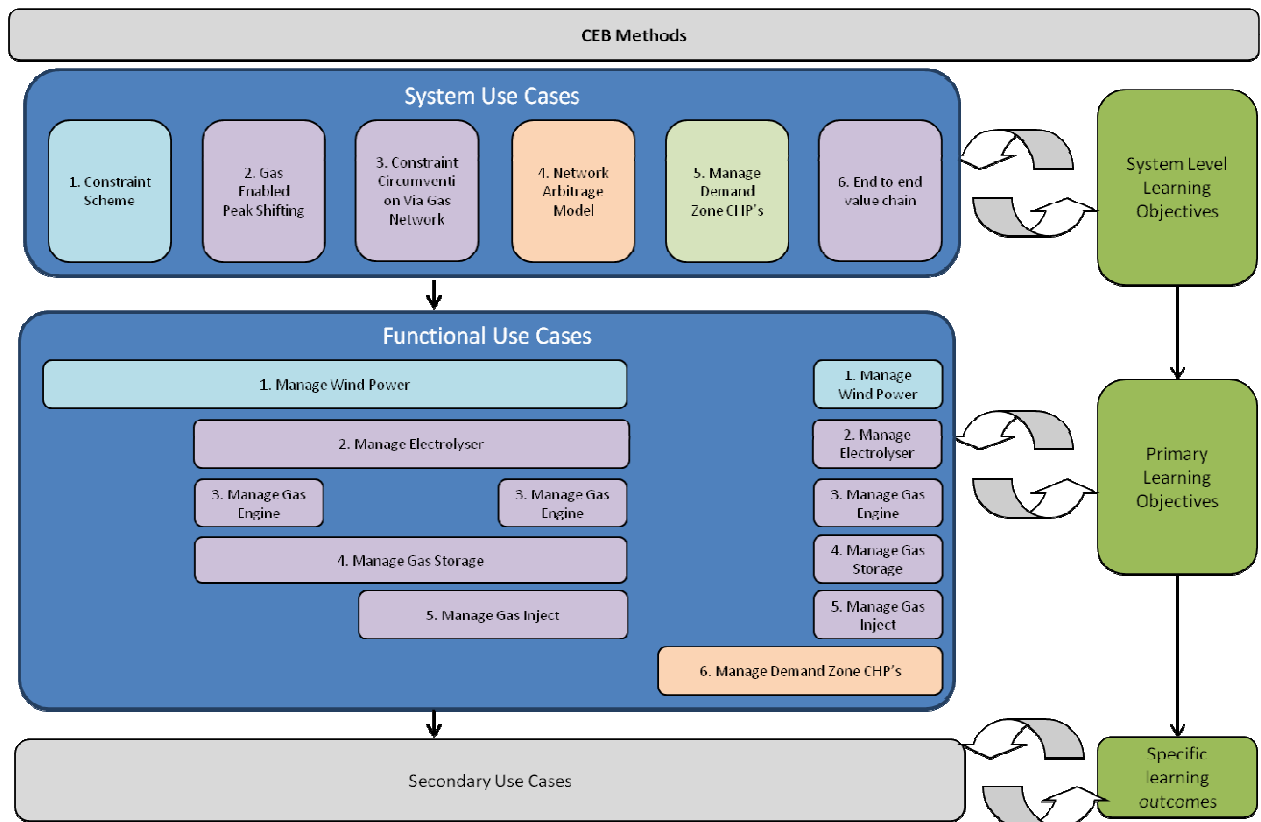 CEB Methods
System Use Cases
1. Constraint
Scheme
2. Gas
Enabled
Peak Shifting
3. Constraint
Circumventi
on Via Gas
Network
4. Network
Arbitrage
Model
5. Manage
Demand
Zone CHP's
6. End to end
value chain
System Level
Learning
Objectives
Functional Use Cases
1. Manage Wind Power
1. Manage
Wind Power
2. Manage Electrolyser
2. Manage
Electrolyser
3. Manage Gas
Engine
3. Manage Gas
Engine
3. Manage Gas
Engine
4. Manage Gas Storage
4. Manage Gas
Storage
5. Manage Gas Inject
5. Manage Gas
Inject
6. Manage Demand Zone CHP's
Primary
Learning
Objectives
Secondary Use Cases
Specific
learning
outcomes